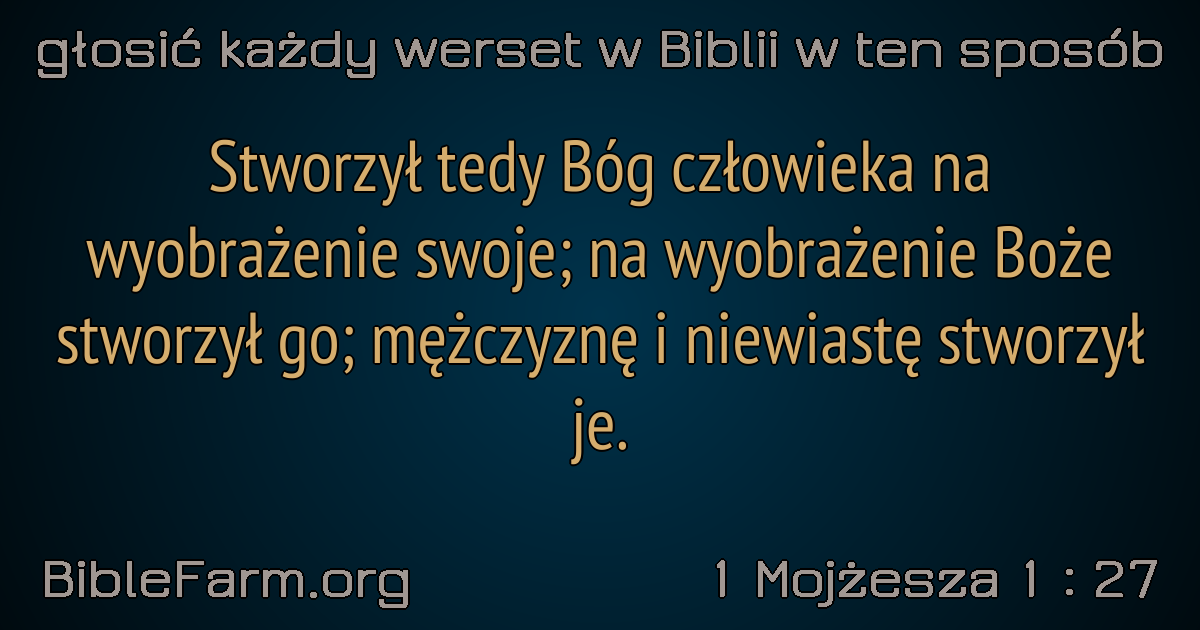 głosić każdy werset w Biblii w ten sposób
Stworzył tedy Bóg człowieka na
wyobrażenie swoje; na wyobrażenie Boże
stworzył go; mężczyznę i niewiastę stworzył
je.
BibleFarm.org
1 Mojżesza 1 : 27